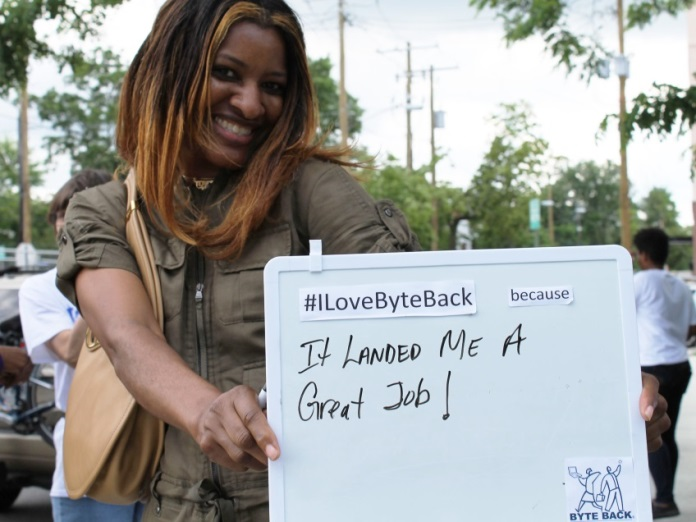 #ILoveByteBack because
It LANDED ME A
Great Job!
BYTE BACK